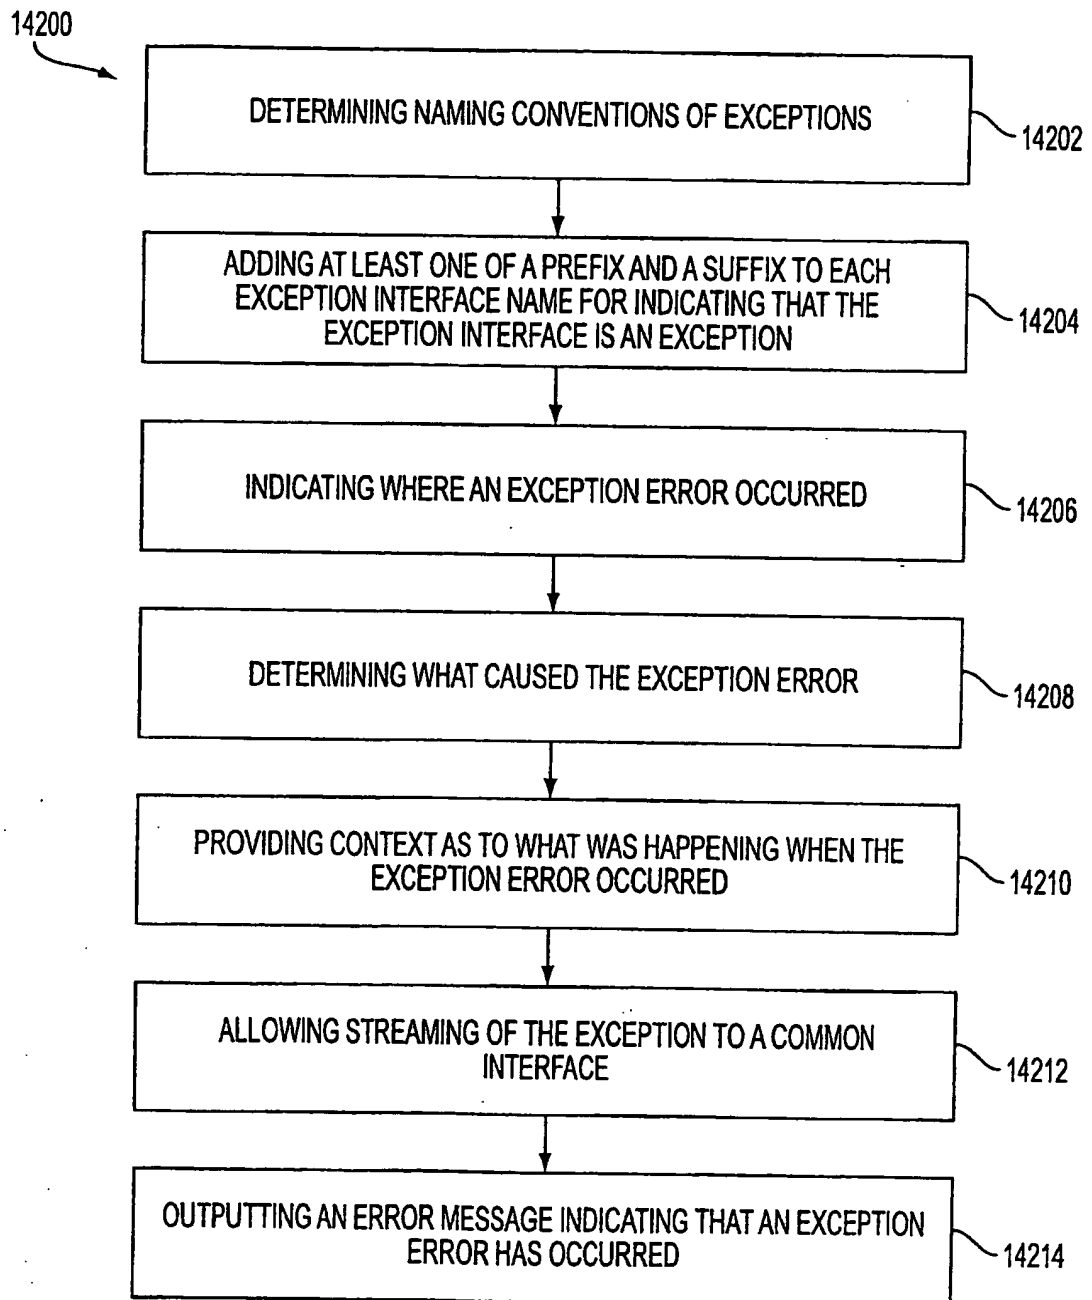 14200
DETERMINING NAMING CONVENTIONS OF EXCEPTIONS
14202
ADDING AT LEAST ONE OF A PREFIX AND A SUFFIX TO EACH
EXCEPTION INTERFACE NAME FOR INDICATING THAT THE
EXCEPTION INTERFACE IS AN EXCEPTION
14204
INDICATING WHERE AN EXCEPTION ERROR OCCURRED
14206
DETERMINING WHAT CAUSED THE EXCEPTION ERROR
14208
PROVIDING CONTEXT AS TO WHAT WAS HAPPENING WHEN THE
EXCEPTION ERROR OCCURRED
14210
ALLOWING STREAMING OF THE EXCEPTION TO A COMMON
INTERFACE
14212
OUTPUTTING AN ERROR MESSAGE INDICATING THAT AN EXCEPTION
ERROR HAS OCCURRED
14214